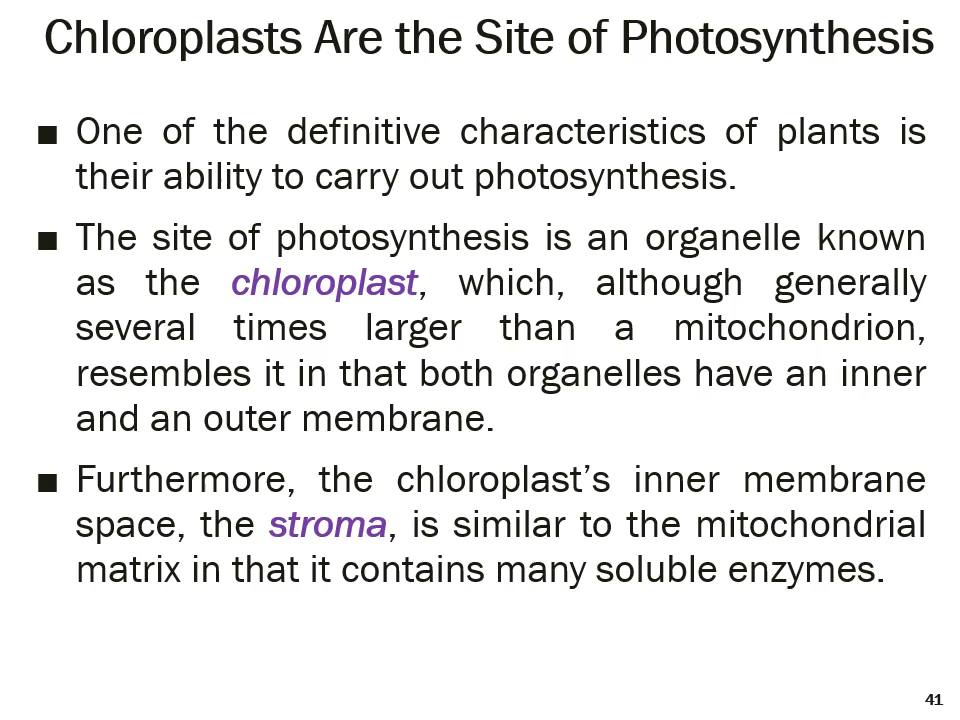 Chloroplasts Are the Site of Photosynthesis
■ One of the definitive characteristics of plants is
their ability to carry out photosynthesis.
■ The site of photosynthesis is an organelle known
as the chloroplast, which, although generally
several times larger than a mitochondrion,
resembles it in that both organelles have an inner
and an outer membrane.
■ Furthermore, the chloroplast’s inner membrane
space, the stroma, is similar to the mitochondrial
matrix in that it contains many soluble enzymes.
41